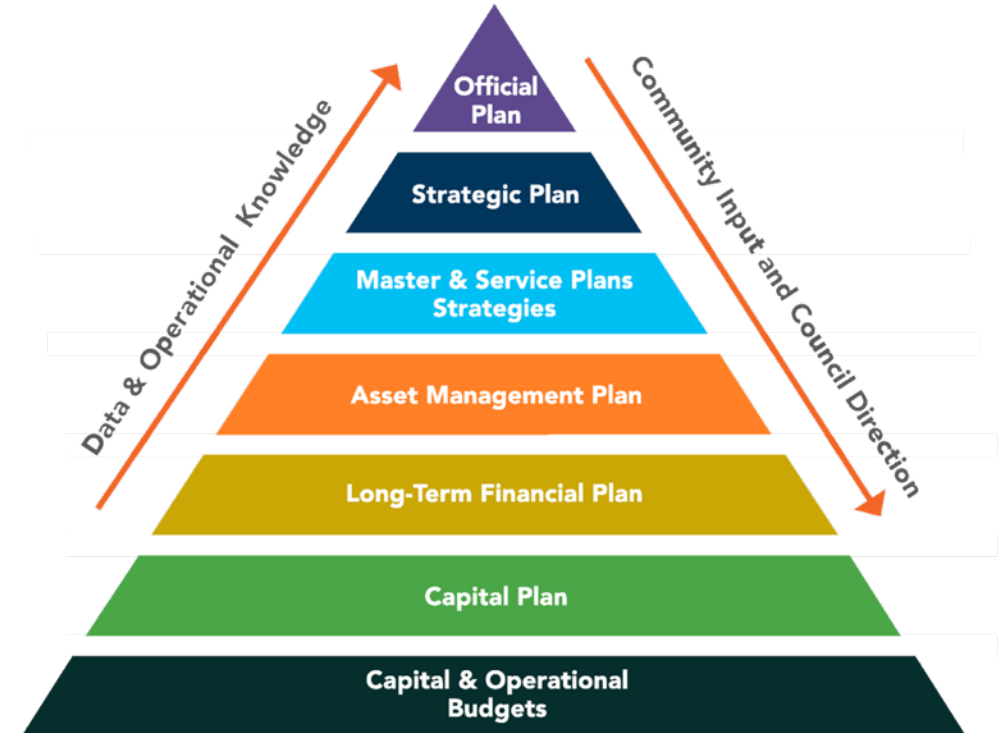 Official
Plan
Strategic Plan
Master & Service Plans
Strategies
Asset Management Plan
Long-Term Financial Plan
Capital Plan
Capital & Operational
Budgets
Data & Operational Knowledge
Community Input and Council Direction